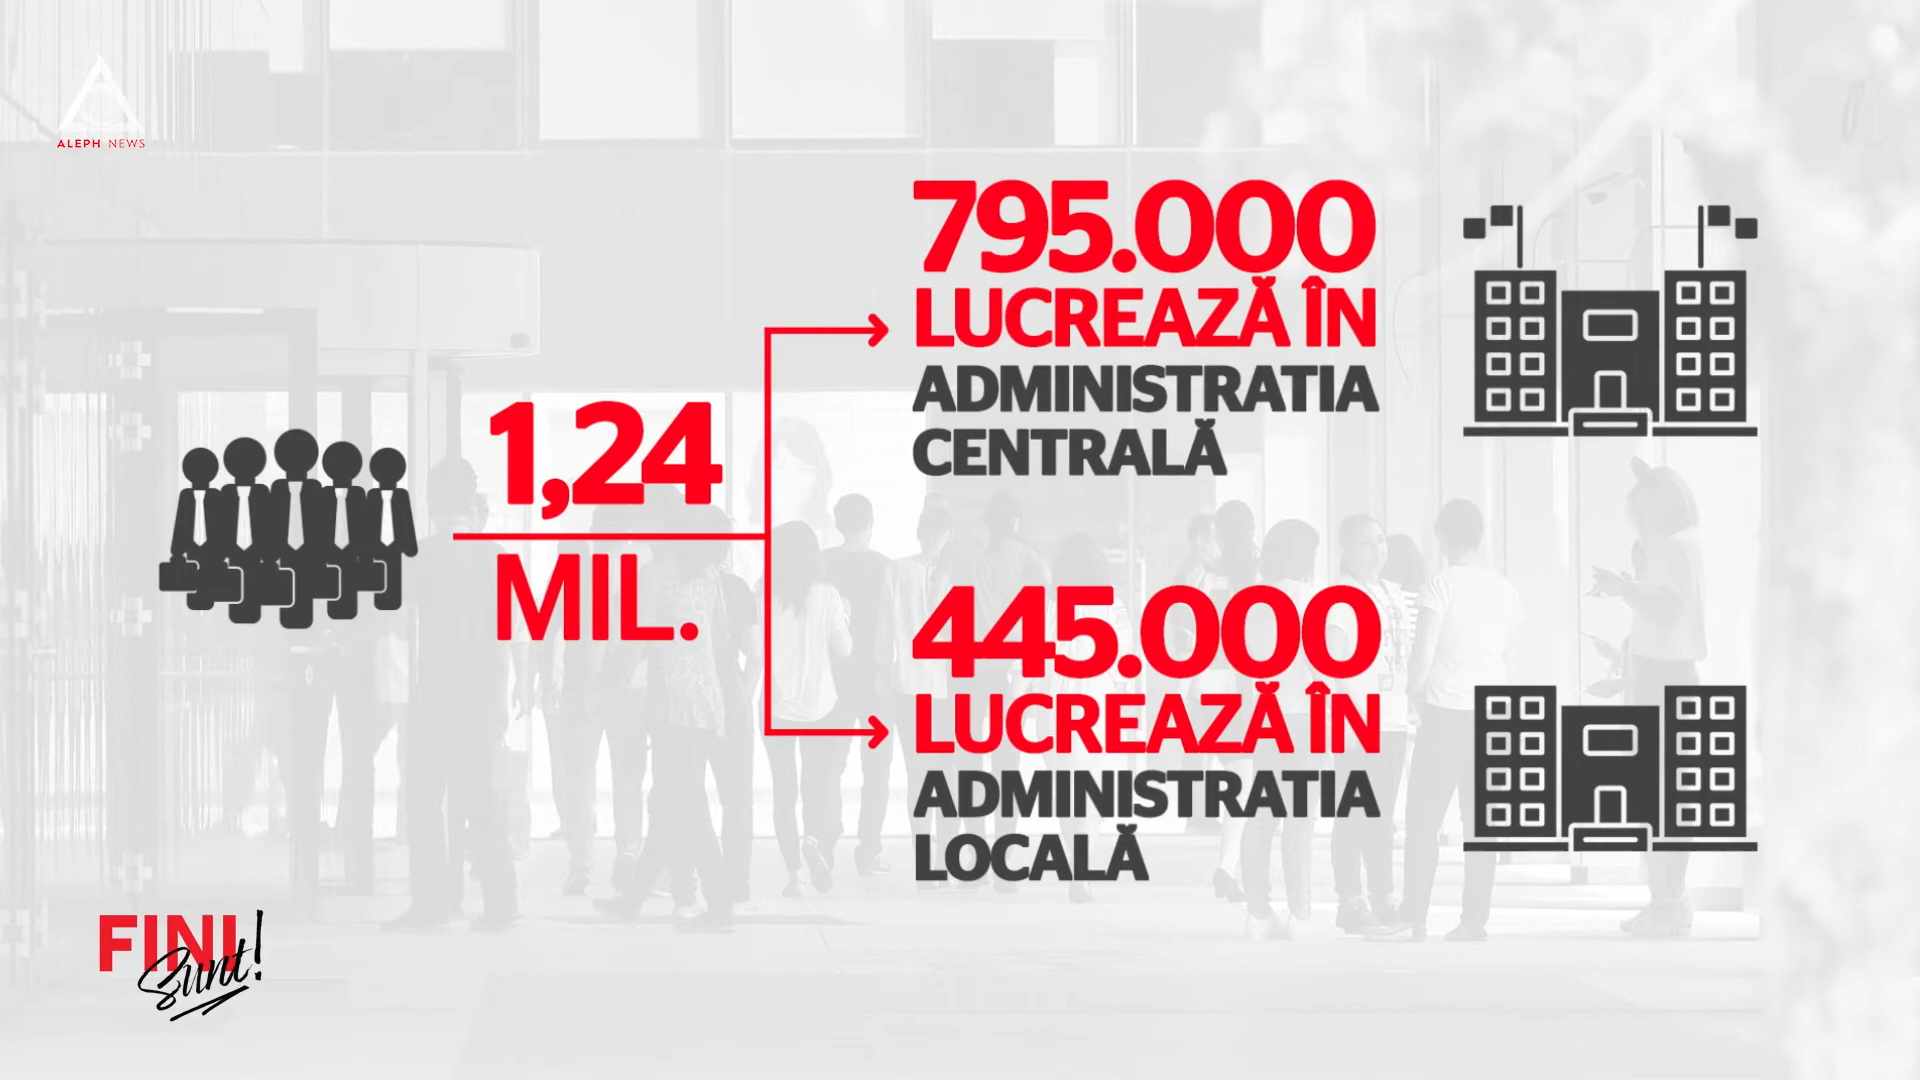 ALEPH NEWS
1,24
MIL.
795.000
LUCREAZĂ ÎN
ADMINISTRATIA
CENTRALĂ
445.000
LUCREAZĂ ÎN
ADMINISTRATIA
LOCALĂ
FINI
Sunt!